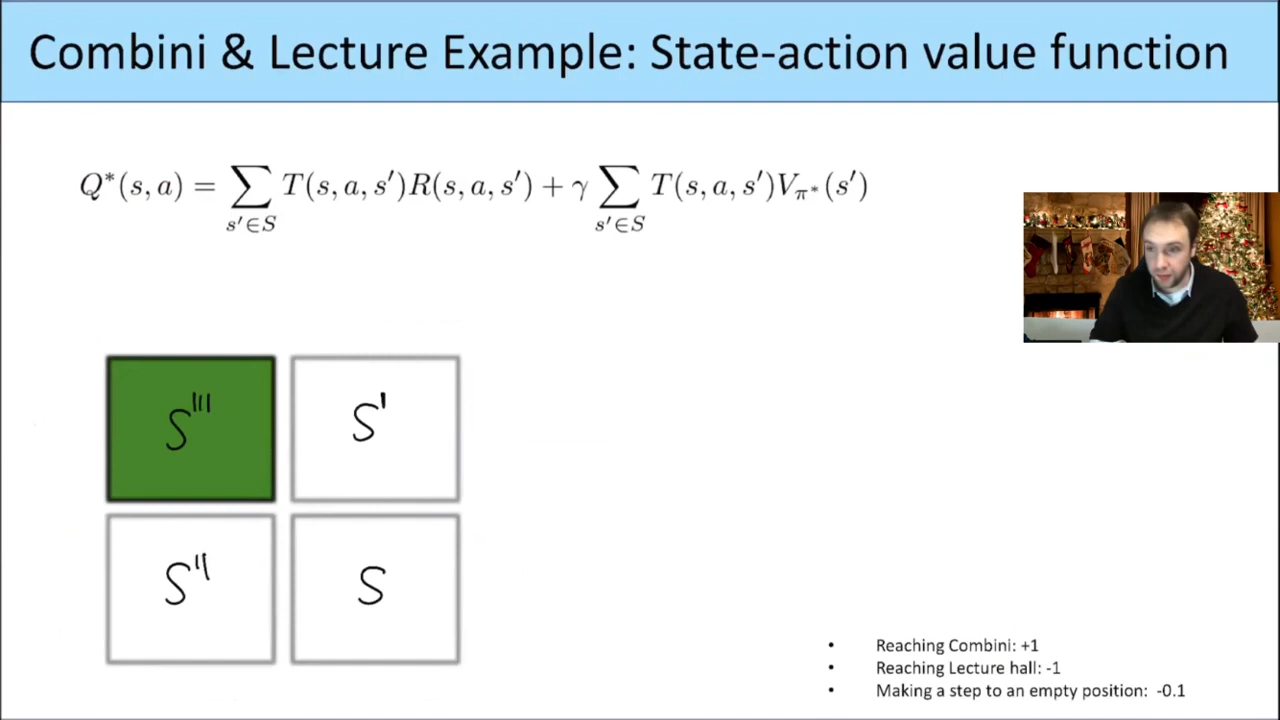 Combini & Lecture Example: State-action value function
Q*(s, a) = ∑_{s'∈S} T(s, a, s')R(s, a, s') + γ ∑_{s'∈S} T(s, a, s')V_{π*}(s')
S''' S'
S'' S
• Reaching Combini: +1
• Reaching Lecture hall: -1
• Making a step to an empty position: -0.1